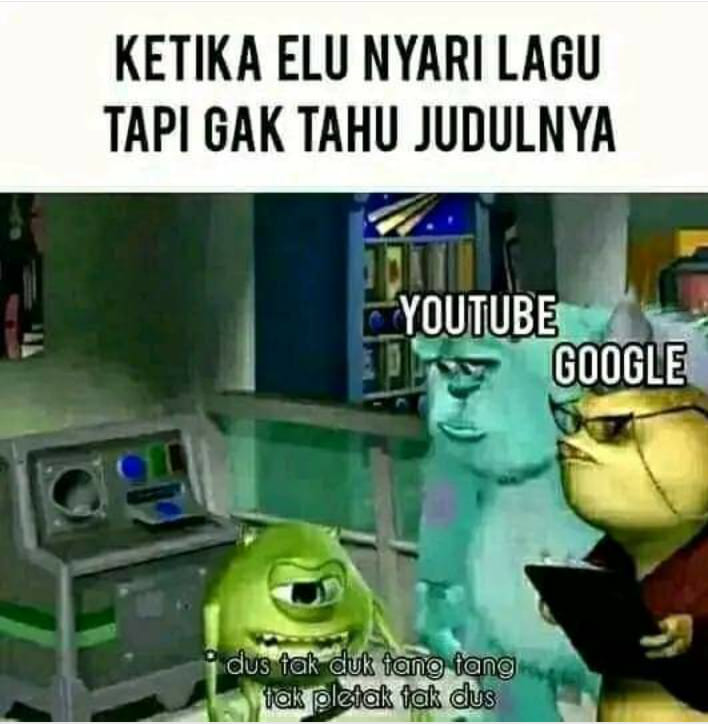 KETIKA ELU NYARI LAGU
TAPI GAK TAHU JUDULNYA
YOUTUBE
GOOGLE
*dus tak duk tang tang
tak pletak tak dus